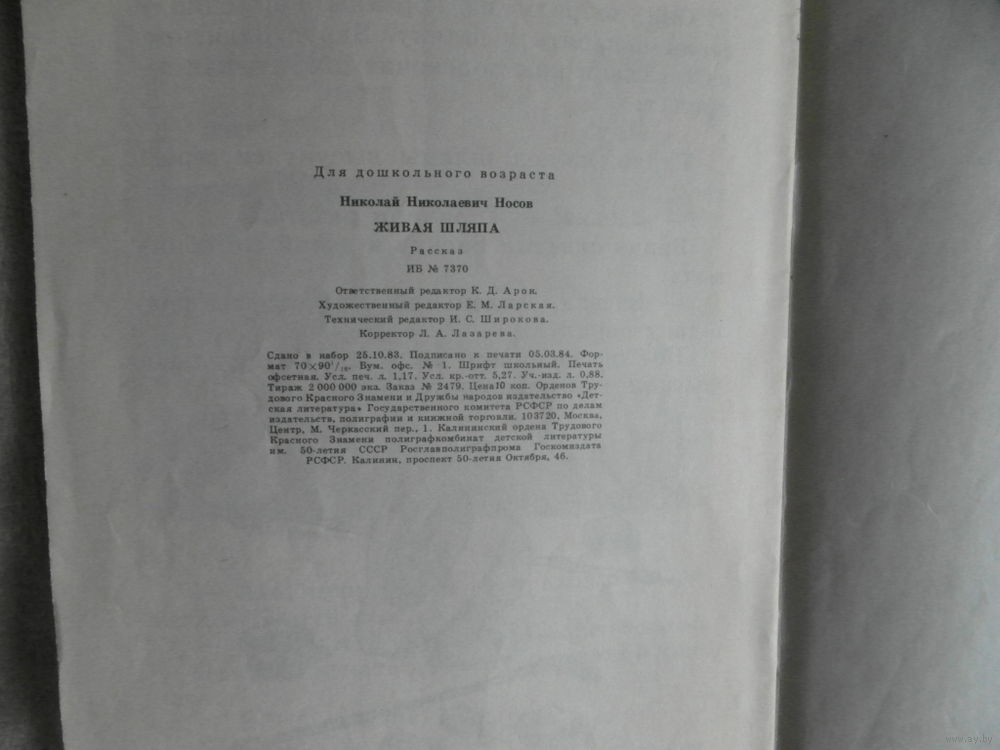 Для дошкольного возраста
Николай Николаевич Носов
ЖИВАЯ ШЛЯПА
Рассказ
ИБ № 7370
Ответственный редактор К. Д. Арон.
Художественный редактор Е. М. Ларская.
Технический редактор И. С. Широкова.
Корректор Л. А. Лазарева.
Сдано в набор 25.10.83. Подписано к печати 05.03.84. Фор-
мат 70×90¹/₁₆. Бум. офс. № 1. Шрифт школьный. Печать
офсетная. Усл. печ. л. 1,17. Усл. кр.-отт. 5,27. Уч.-изд. л. 0,88.
Тираж 2 000 000 экз. Заказ № 2479. Цена 10 коп. Орденов Тру-
дового Красного Знамени и Дружбы народов издательство «Дет-
ская литература» Государственного комитета РСФСР по делам
издательств, полиграфии и книжной торговли. 103720, Москва,
Центр, М. Черкасский пер., 1. Калининский ордена Трудового
Красного Знамени полиграфкомбинат детской литературы
им. 50-летия СССР Росглавполиграфпрома Госкомиздата
РСФСР. Калинин, проспект 50-летия Октября, 46.
www.ay.by